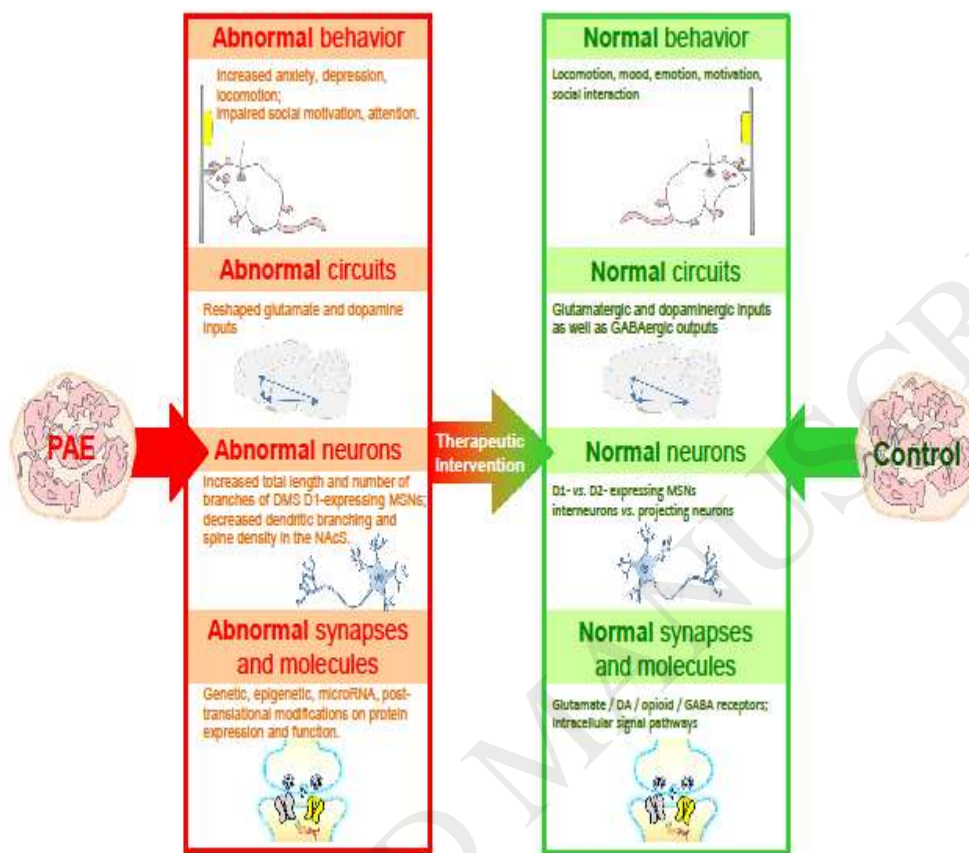 Abnormal behavior
Increased anxiety, depression,
locomotion;
Impaired social motivation, attention.
Abnormal circuits
Reshaped glutamate and dopamine
inputs
Abnormal neurons
Increased total length and number of
branches of DMS D1-expressing MSNs;
decreased dendritic branching and
spine density in the NAcS.
Abnormal synapses
and molecules
Genetic, epigenetic, microRNA, post-
translational modifications on protein
expression and function.
PAE
Therapeutic
Intervention
Normal behavior
Locomotion, mood, emotion, motivation,
social interaction
Normal circuits
Glutamatergic and dopaminergic inputs
as well as GABAergic outputs
Normal neurons
D1- vs. D2- expressing MSNs
interneurons vs. projecting neurons
Normal synapses
and molecules
Glutamate / DA / opioid / GABA receptors;
Intracellular signal pathways
Control
D MANUSCR